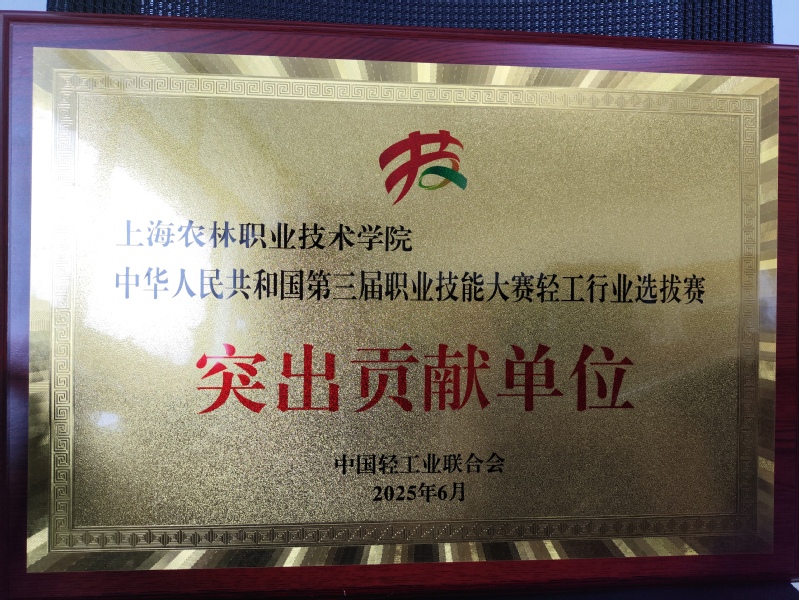 上海农林职业技术学院
中华人民共和国第三届职业技能大赛轻工行业选拔赛
突出贡献单位
中国轻工业联合会
2025年6月